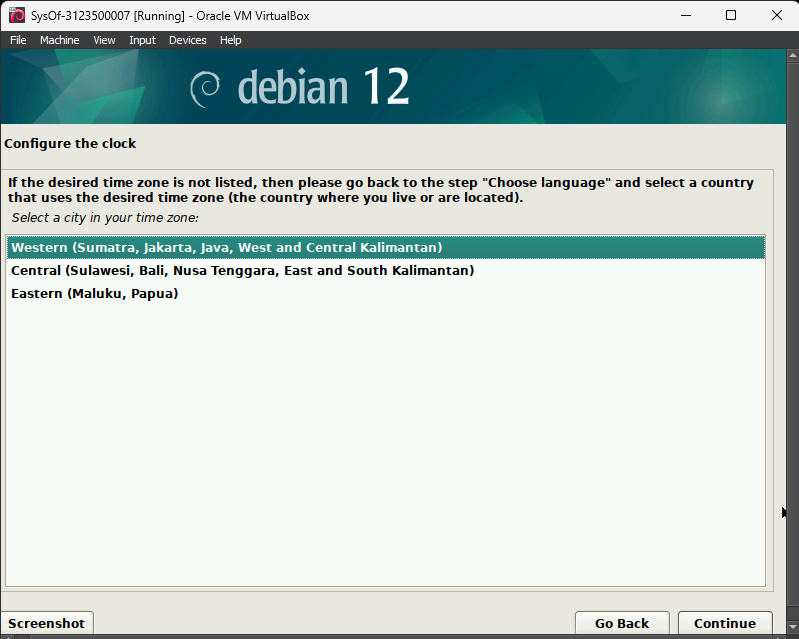 SysOf-3123500007 [Running] - Oracle VM VirtualBox
File Machine View Input Devices Help
debian 12
Configure the clock
If the desired time zone is not listed, then please go back to the step "Choose language" and select a country
that uses the desired time zone (the country where you live or are located).
Select a city in your time zone:
Western (Sumatra, Jakarta, Java, West and Central Kalimantan)
Central (Sulawesi, Bali, Nusa Tenggara, East and South Kalimantan)
Eastern (Maluku, Papua)
Screenshot Go Back Continue